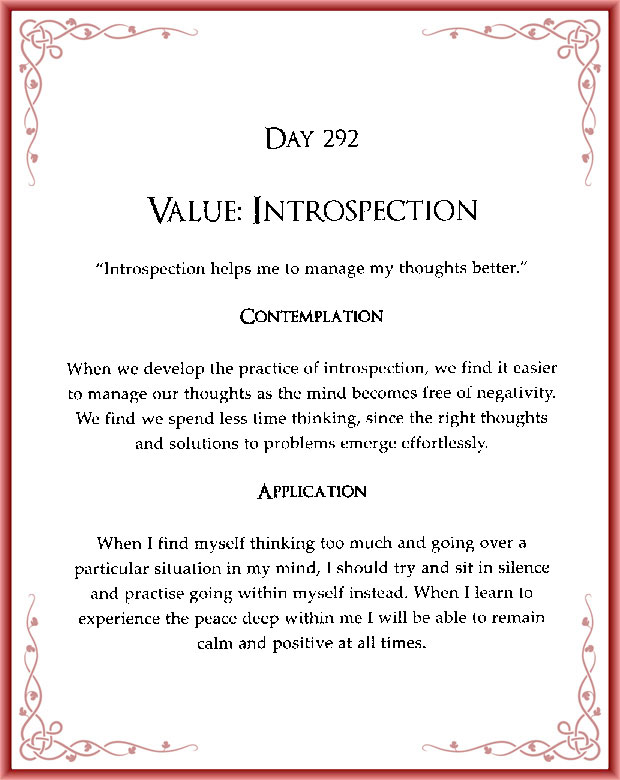 DAY 292
VALUE: INTROSPECTION
“Introspection helps me to manage my thoughts better.”
CONTEMPLATION
When we develop the practice of introspection, we find it easier
to manage our thoughts as the mind becomes free of negativity.
We find we spend less time thinking, since the right thoughts
and solutions to problems emerge effortlessly.
APPLICATION
When I find myself thinking too much and going over a
particular situation in my mind, I should try and sit in silence
and practise going within myself instead. When I learn to
experience the peace deep within me I will be able to remain
calm and positive at all times.